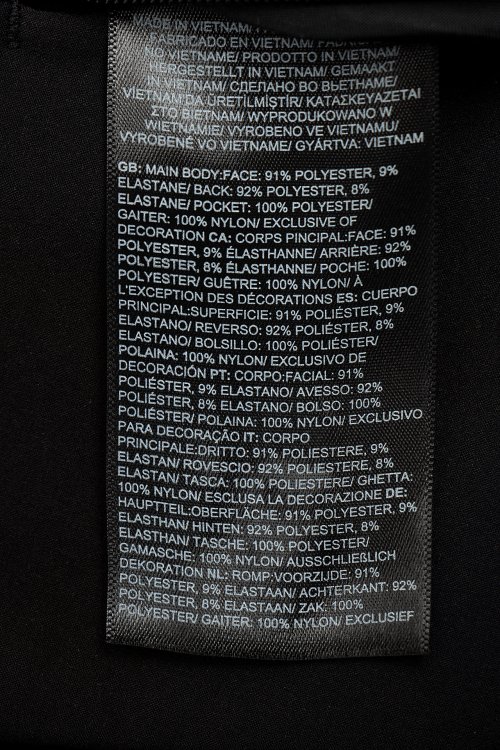 MADE IN VIETNAM/
FABRICADO EN VIETNAM/
NO VIETNAME/ PRODOTTO IN VIETNAM/
HERGESTELLT IN VIETNAM/ GEMAAKT
IN VIETNAM/ СДЕЛАНО ВО ВЬЕТНАМЕ/
VİETNAM'DA ÜRETİLMİŞTİR/ ΚΑΤΑΣΚΕΥΑΖΕΤΑΙ
ΣΤΟ ΒΙΕΤΝΑΜ/ WYPRODUKOWANO W
WIETNAMIE/ VYROBENO VE VIETNAMU/
VYROBENÉ VO VIETNAME/ GYÁRTVA: VIETNAM
GB: MAIN BODY:FACE: 91% POLYESTER, 9%
ELASTANE/ BACK: 92% POLYESTER, 8%
ELASTANE/ POCKET: 100% POLYESTER/
GAITER: 100% NYLON/ EXCLUSIVE OF
DECORATION CA: CORPS PINCIPAL:FACE: 91%
POLYESTER, 9% ÉLASTHANNE/ ARRIÈRE: 92%
POLYESTER, 8% ÉLASTHANNE/ POCHE: 100%
POLYESTER/ GUÊTRE: 100% NYLON/ À
L'EXCEPTION DES DÉCORATIONS ES: CUERPO
PRINCIPAL:SUPERFICIE: 91% POLIÉSTER, 9%
ELASTANO/ REVERSO: 92% POLIÉSTER, 8%
ELASTANO/ BOLSILLO: 100% POLIÉSTER/
POLAINA: 100% NYLON/ EXCLUSIVO DE
DECORACIÓN PT: CORPO:FACIAL: 91%
POLIÉSTER, 9% ELASTANO/ AVESSO: 92%
POLIÉSTER, 8% ELASTANO/ BOLSO: 100%
POLIÉSTER/ POLAINA: 100% NYLON/ EXCLUSIVO
PARA DECORAÇÃO IT: CORPO
PRINCIPALE:DRITTO: 91% POLIESTERE, 9%
ELASTAN/ ROVESCIO: 92% POLIESTERE, 8%
ELASTAN/ TASCA: 100% POLIESTERE/ GHETTA:
100% NYLON/ ESCLUSA LA DECORAZIONE DE:
HAUPTTEIL:OBERFLÄCHE: 91% POLYESTER, 9%
ELASTHAN/ HINTEN: 92% POLYESTER, 8%
ELASTHAN/ TASCHE: 100% POLYESTER/
GAMASCHE: 100% NYLON/ AUSSCHLIEßLICH
DEKORATION NL: ROMP:VOORZIJDE: 91%
POLYESTER, 9% ELASTAAN/ ACHTERKANT: 92%
POLYESTER, 8% ELASTAAN/ ZAK: 100%
POLYESTER/ GAITER: 100% NYLON/ EXCLUSIEF